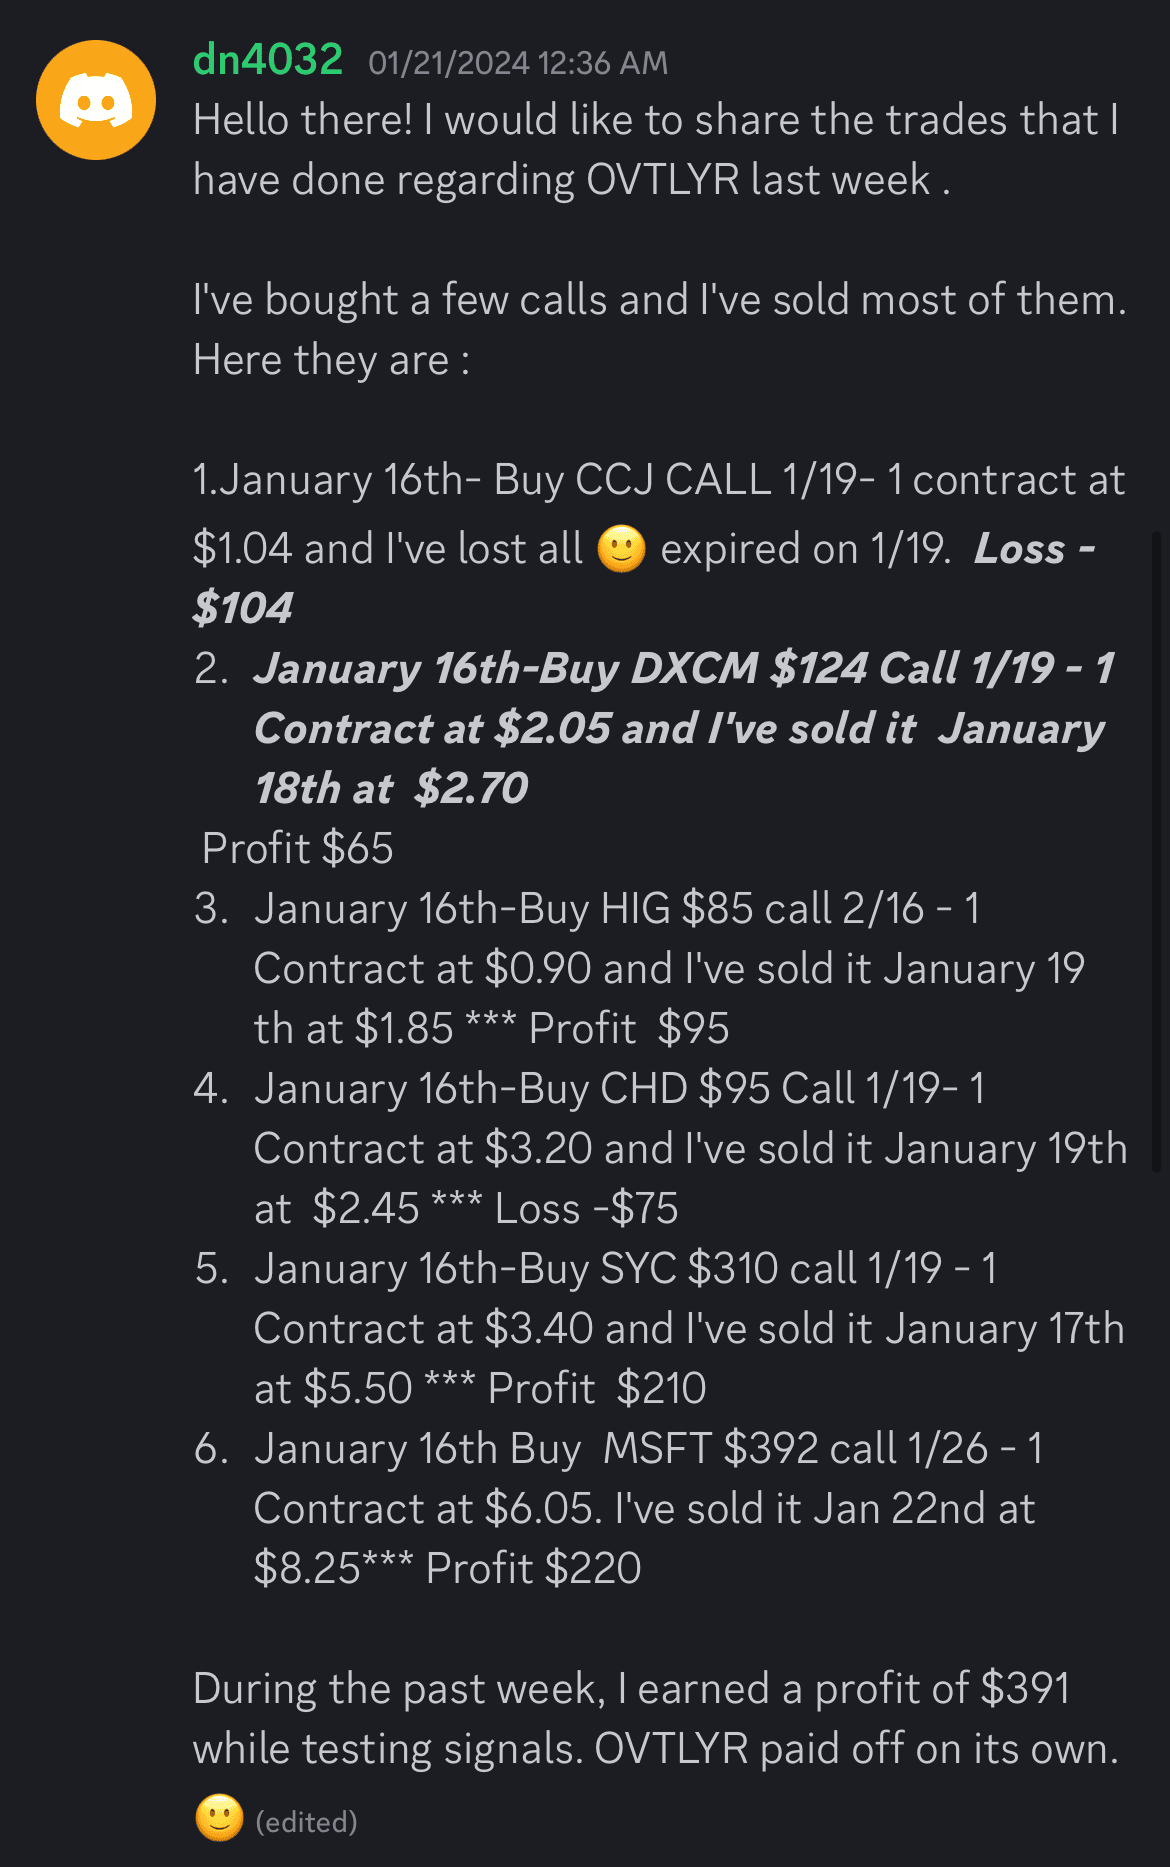 dn4032 01/21/2024 12:36 AM
Hello there! I would like to share the trades that I
have done regarding OVTLYR last week .
I've bought a few calls and I've sold most of them.
Here they are :
1.January 16th- Buy CCJ CALL 1/19- 1 contract at
$1.04 and I've lost all 🙂 expired on 1/19. Loss -
$104
2. January 16th-Buy DXCM $124 Call 1/19 - 1
Contract at $2.05 and I've sold it January
18th at $2.70
Profit $65
3. January 16th-Buy HIG $85 call 2/16 - 1
Contract at $0.90 and I've sold it January 19
th at $1.85 *** Profit $95
4. January 16th-Buy CHD $95 Call 1/19- 1
Contract at $3.20 and I've sold it January 19th
at $2.45 *** Loss -$75
5. January 16th-Buy SYC $310 call 1/19 - 1
Contract at $3.40 and I've sold it January 17th
at $5.50 *** Profit $210
6. January 16th Buy MSFT $392 call 1/26 - 1
Contract at $6.05. I've sold it Jan 22nd at
$8.25*** Profit $220
During the past week, I earned a profit of $391
while testing signals. OVTLYR paid off on its own.
🙂 (edited)